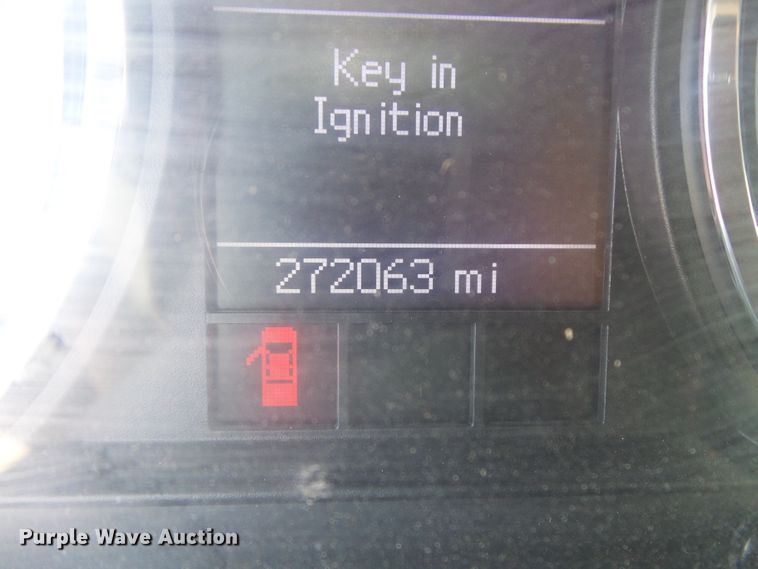 Key in
Ignition
272063 mi
Purple Wave Auction